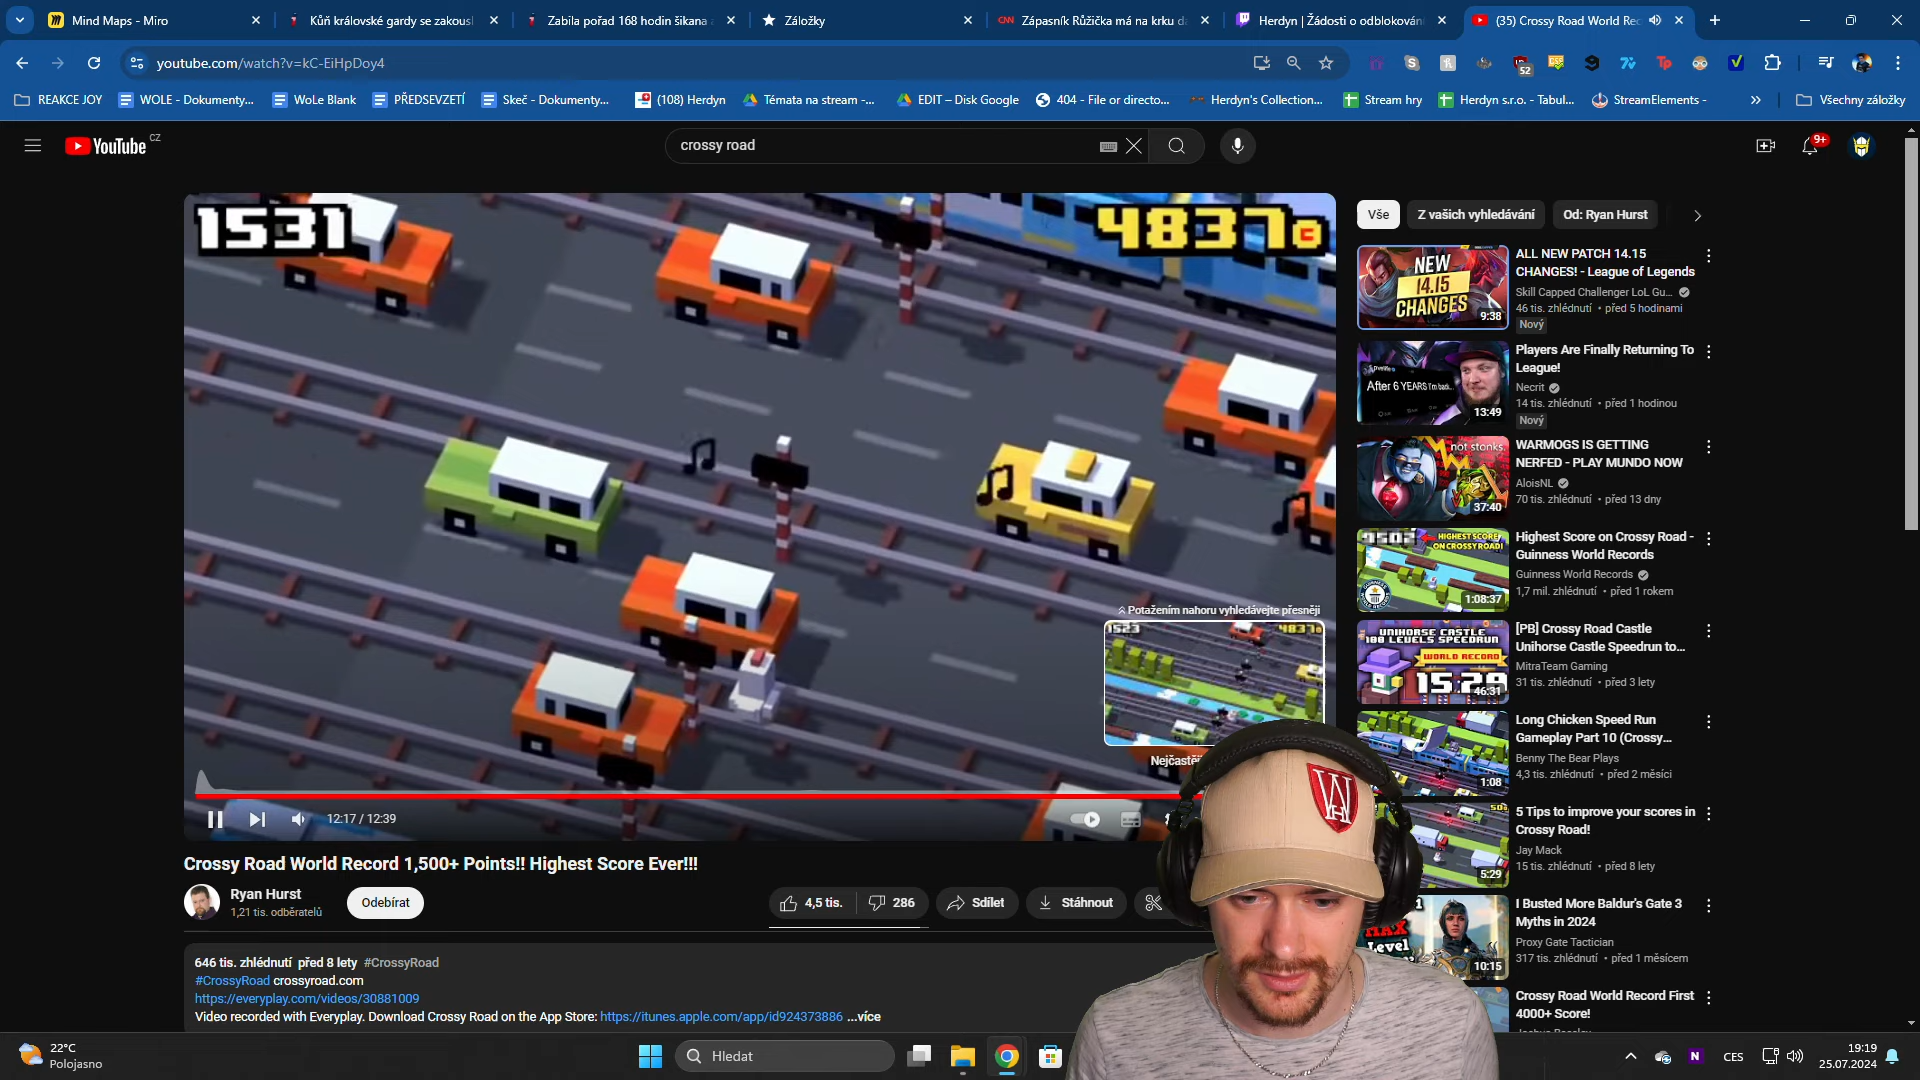 Mind Maps - Miro
Kůň královské gardy se zakous
Zabila pořad 168 hodin šikana
Záložky
CNN
Zápasník Růžička má na krku d
Herdyn | Žádosti o odblokován
(35) Crossy Road World Rec
youtube.com/watch?v=kC-EiHpDoy4
52
REAKCE JOY
WOLE - Dokumenty...
WoLe Blank
PŘEDSEVZETÍ
Skeč - Dokumenty...
(108) Herdyn
Témata na stream -...
EDIT – Disk Google
404 - File or directo...
Herdyn's Collection...
Stream hry
Herdyn s.r.o. - Tabul...
StreamElements -
Všechny záložky
YouTube CZ
crossy road
9+
1531
4837
Vše
Z vašich vyhledávání
Od: Ryan Hurst
NEW
14.15
CHANGES
9:38
ALL NEW PATCH 14.15
CHANGES! - League of Legends
Skill Capped Challenger LoL Gu...
46 tis. zhlédnutí • před 5 hodinami
Nový
After 6 YEARS I'm back...
13:49
Players Are Finally Returning To
League!
Necrit
14 tis. zhlédnutí • před 1 hodinou
Nový
not stonks
37:40
WARMOGS IS GETTING
NERFED - PLAY MUNDO NOW
AloisNL
70 tis. zhlédnutí • před 13 dny
HIGHEST SCORE
ON CROSSY ROAD!
1:08:37
Highest Score on Crossy Road -
Guinness World Records
Guinness World Records
1,7 mil. zhlédnutí • před 1 rokem
UNIHORSE CASTLE
100 LEVELS SPEEDRUN
WORLD RECORD
46:31
[PB] Crossy Road Castle
Unihorse Castle Speedrun to...
MitraTeam Gaming
31 tis. zhlédnutí • před 3 lety
1:08
Long Chicken Speed Run
Gameplay Part 10 (Crossy...
Benny The Bear Plays
4,3 tis. zhlédnutí • před 2 měsíci
5:29
5 Tips to improve your scores in
Crossy Road!
Jay Mack
15 tis. zhlédnutí • před 8 lety
MAX
Level
10:15
I Busted More Baldur's Gate 3
Myths in 2024
Proxy Gate Tactician
317 tis. zhlédnutí • před 1 měsícem
Crossy Road World Record First
4000+ Score!
Potažením nahoru vyhledávejte přesněji
1523
4837
12:17 / 12:39
Crossy Road World Record 1,500+ Points!! Highest Score Ever!!!
Ryan Hurst
1,21 tis. odběratelů
Odebírat
4,5 tis.
286
Sdílet
Stáhnout
646 tis. zhlédnutí před 8 lety #CrossyRoad
#CrossyRoad crossyroad.com
https://everyplay.com/videos/30881009
Video recorded with Everyplay. Download Crossy Road on the App Store: https://itunes.apple.com/app/id924373886 ...více
22°C
Polojasno
Hledat
CES
19:19
25.07.2024